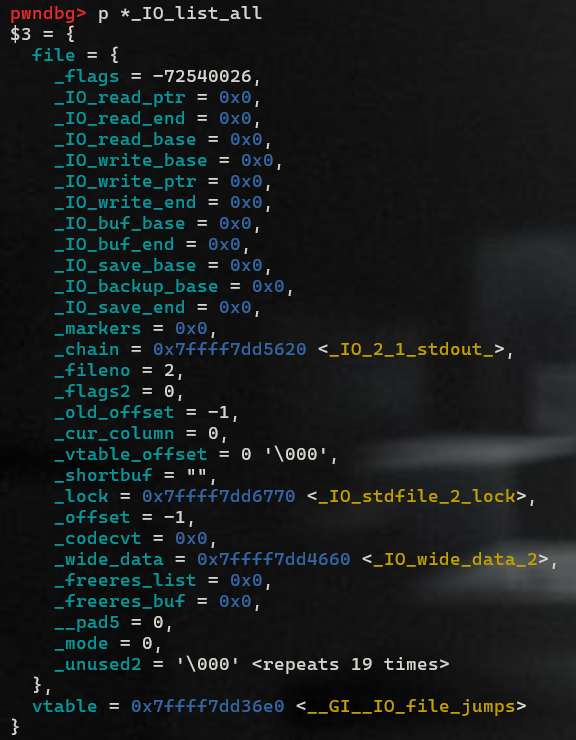 pwndbg> p *_IO_list_all
$3 = {
  file = {
    _flags = -72540026,
    _IO_read_ptr = 0x0,
    _IO_read_end = 0x0,
    _IO_read_base = 0x0,
    _IO_write_base = 0x0,
    _IO_write_ptr = 0x0,
    _IO_write_end = 0x0,
    _IO_buf_base = 0x0,
    _IO_buf_end = 0x0,
    _IO_save_base = 0x0,
    _IO_backup_base = 0x0,
    _IO_save_end = 0x0,
    _markers = 0x0,
    _chain = 0x7ffff7dd5620 <_IO_2_1_stdout_>,
    _fileno = 2,
    _flags2 = 0,
    _old_offset = -1,
    _cur_column = 0,
    _vtable_offset = 0 '\000',
    _shortbuf = "",
    _lock = 0x7ffff7dd6770 <_IO_stdfile_2_lock>,
    _offset = -1,
    _codecvt = 0x0,
    _wide_data = 0x7ffff7dd4660 <_IO_wide_data_2>,
    _freeres_list = 0x0,
    _freeres_buf = 0x0,
    __pad5 = 0,
    _mode = 0,
    _unused2 = '\000' <repeats 19 times>
  },
  vtable = 0x7ffff7dd36e0 <__GI__IO_file_jumps>
}